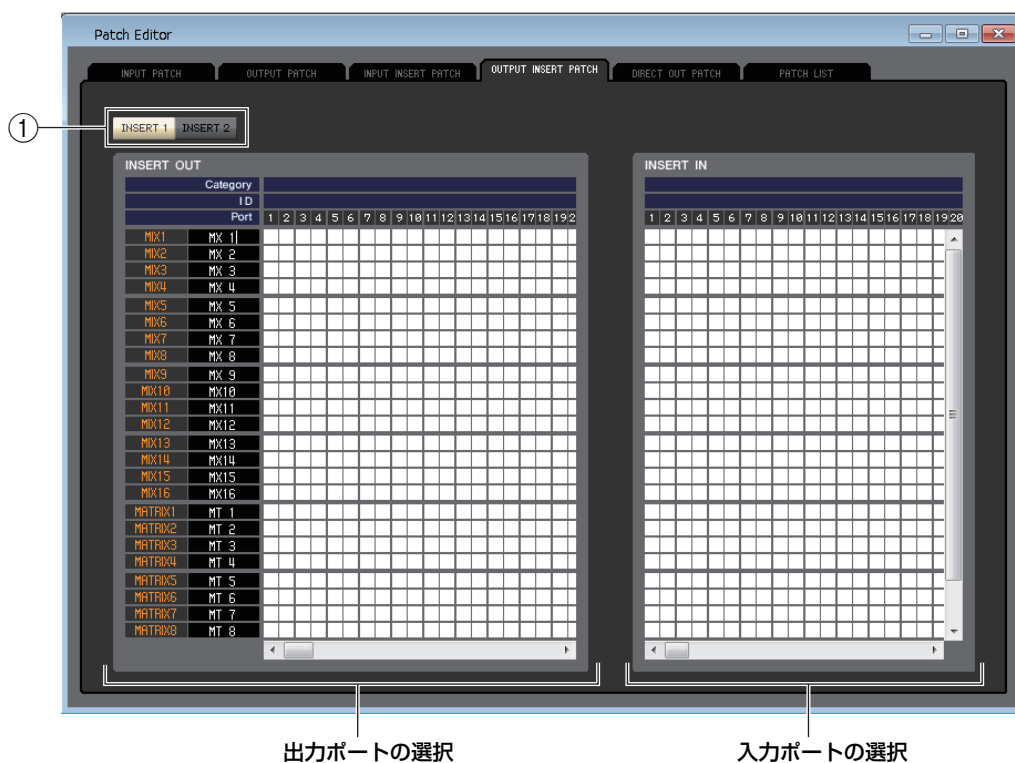 Patch Editor
INPUT PATCH OUTPUT PATCH INPUT INSERT PATCH OUTPUT INSERT PATCH DIRECT OUT PATCH PATCH LIST
① INSERT 1 INSERT 2
INSERT OUT INSERT IN
Category
ID
Port 1 2 3 4 5 6 7 8 9 10 11 12 13 14 15 16 17 18 19 2 1 2 3 4 5 6 7 8 9 10 11 12 13 14 15 16 17 18 19 20
MIX1 MX 1
MIX2 MX 2
MIX3 MX 3
MIX4 MX 4
MIX5 MX 5
MIX6 MX 6
MIX7 MX 7
MIX8 MX 8
MIX9 MX 9
MIX10 MX10
MIX11 MX11
MIX12 MX12
MIX13 MX13
MIX14 MX14
MIX15 MX15
MIX16 MX16
MATRIX1 MT 1
MATRIX2 MT 2
MATRIX3 MT 3
MATRIX4 MT 4
MATRIX5 MT 5
MATRIX6 MT 6
MATRIX7 MT 7
MATRIX8 MT 8
出力ポートの選択 入力ポートの選択